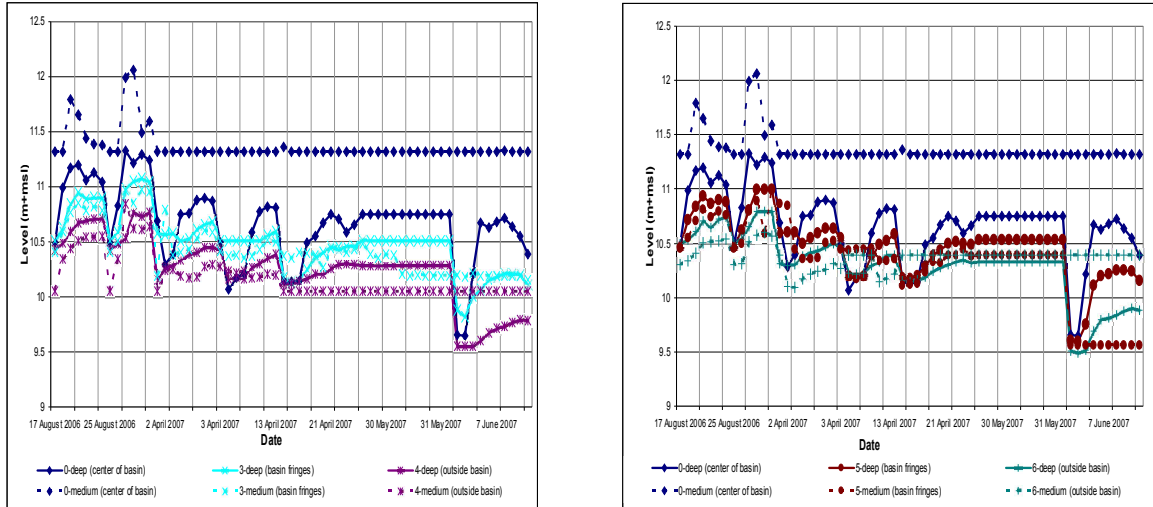 12.5
12
11.5
11
10.5
10
9.5
9
Level (m+msl)
17 August 2006 25 August 2006 2 April 2007 3 April 2007 13 April 2007 21 April 2007 30 May 2007 31 May 2007 7 June 2007
Date
0-deep (center of basin) 3-deep (basin fringes) 4-deep (outside basin)
0-medium (center of basin) 3-medium (basin fringes) 4-medium (outside basin)
12.5
12
11.5
11
10.5
10
9.5
9
Level (m+msl)
17 August 2006 25 August 2006 2 April 2007 3 April 2007 13 April 2007 21 April 2007 30 May 2007 31 May 2007 7 June 2007
Date
0-deep (center of basin) 5-deep (basin fringes) 6-deep (outside basin)
0-medium (center of basin) 5-medium (basin fringes) 6-medium (outside basin)